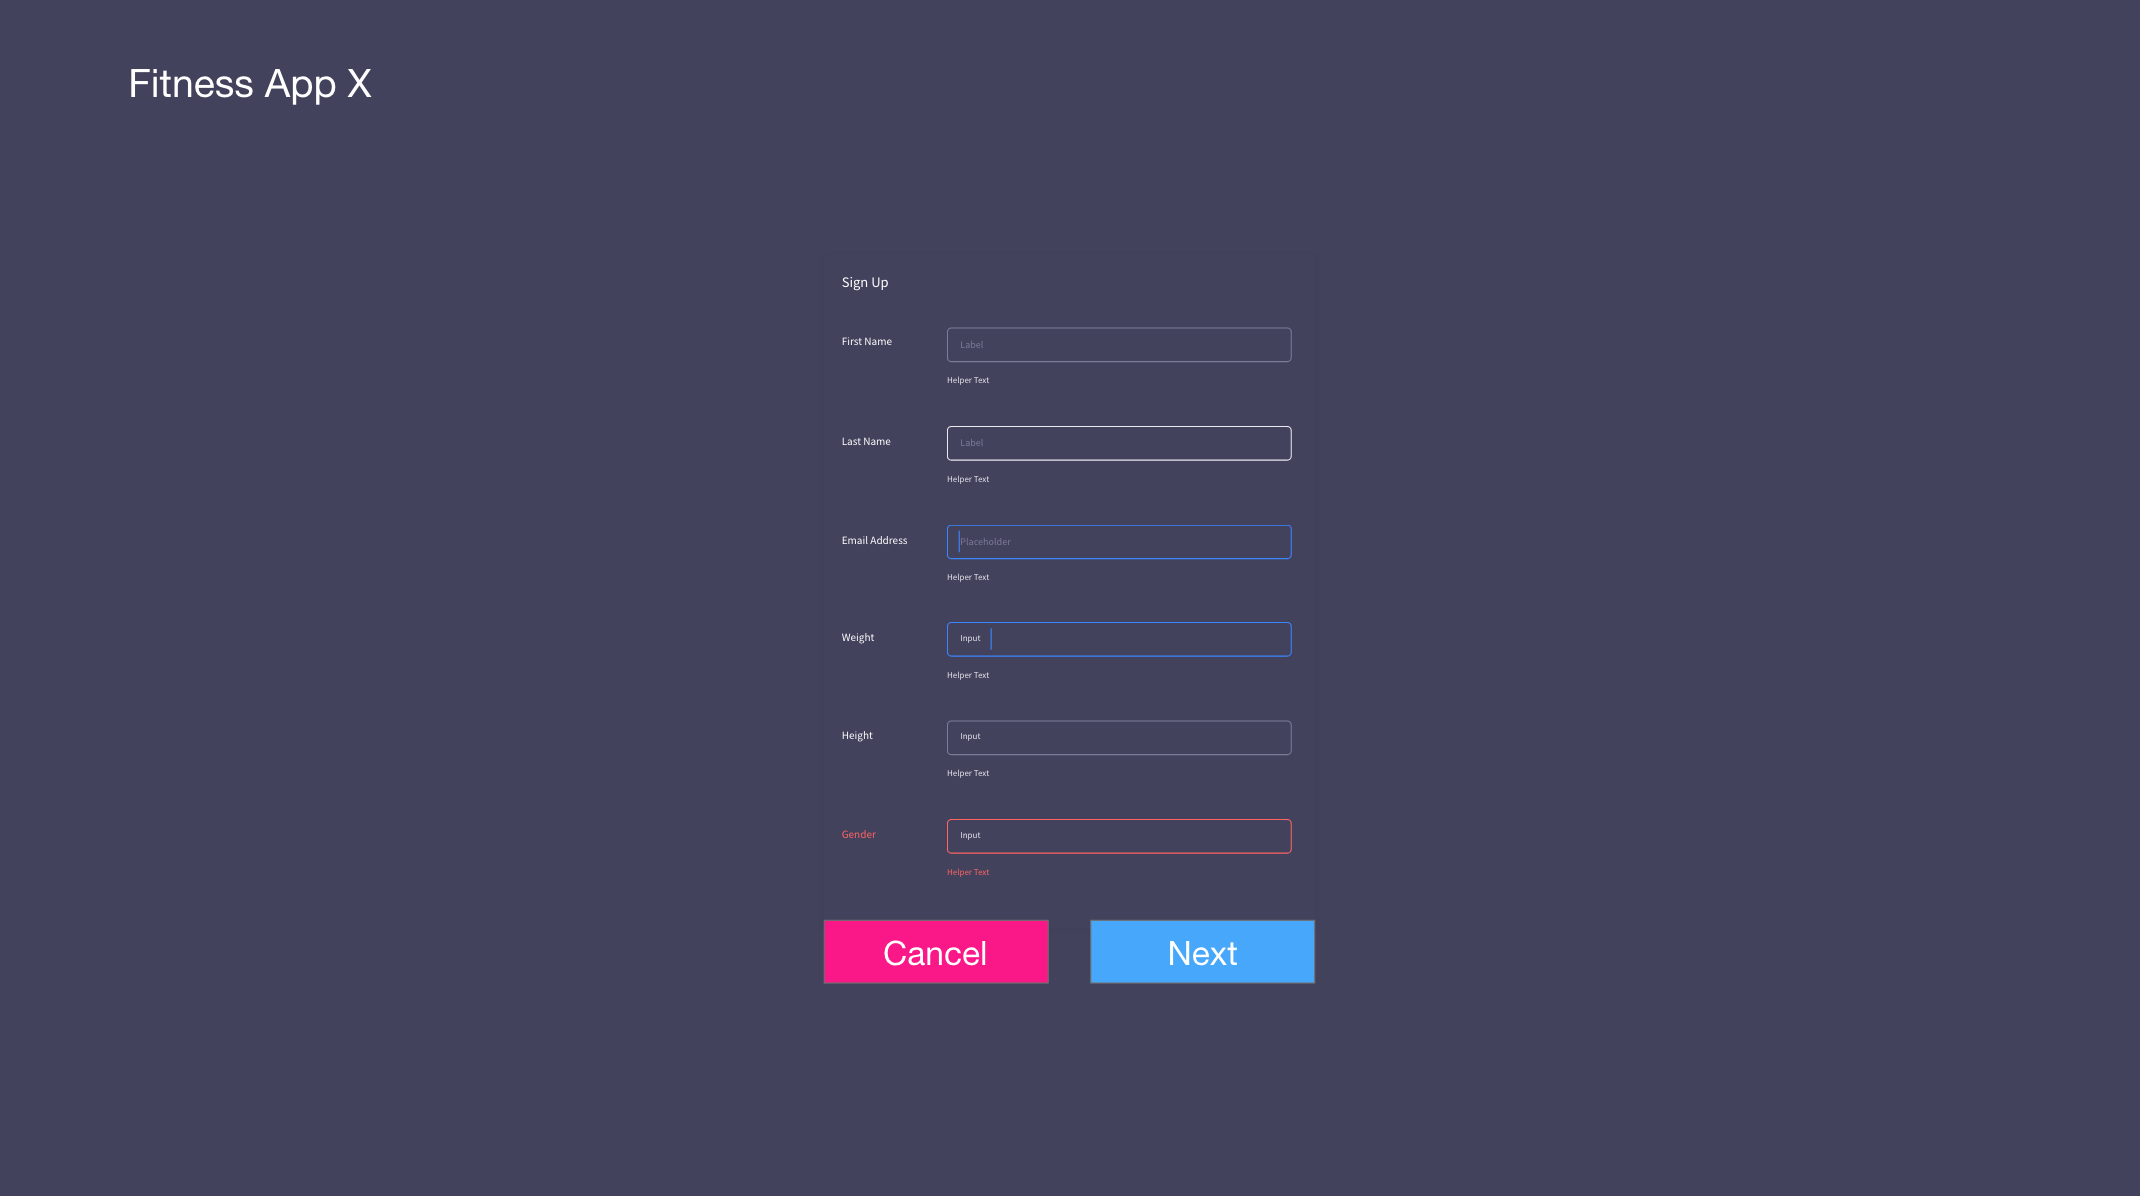 Fitness App X
Sign Up
First Name
Label
Helper Text
Last Name
Label
Helper Text
Email Address
Placeholder
Helper Text
Weight
Input
Helper Text
Height
Input
Helper Text
Gender
Input
Helper Text
Cancel
Next